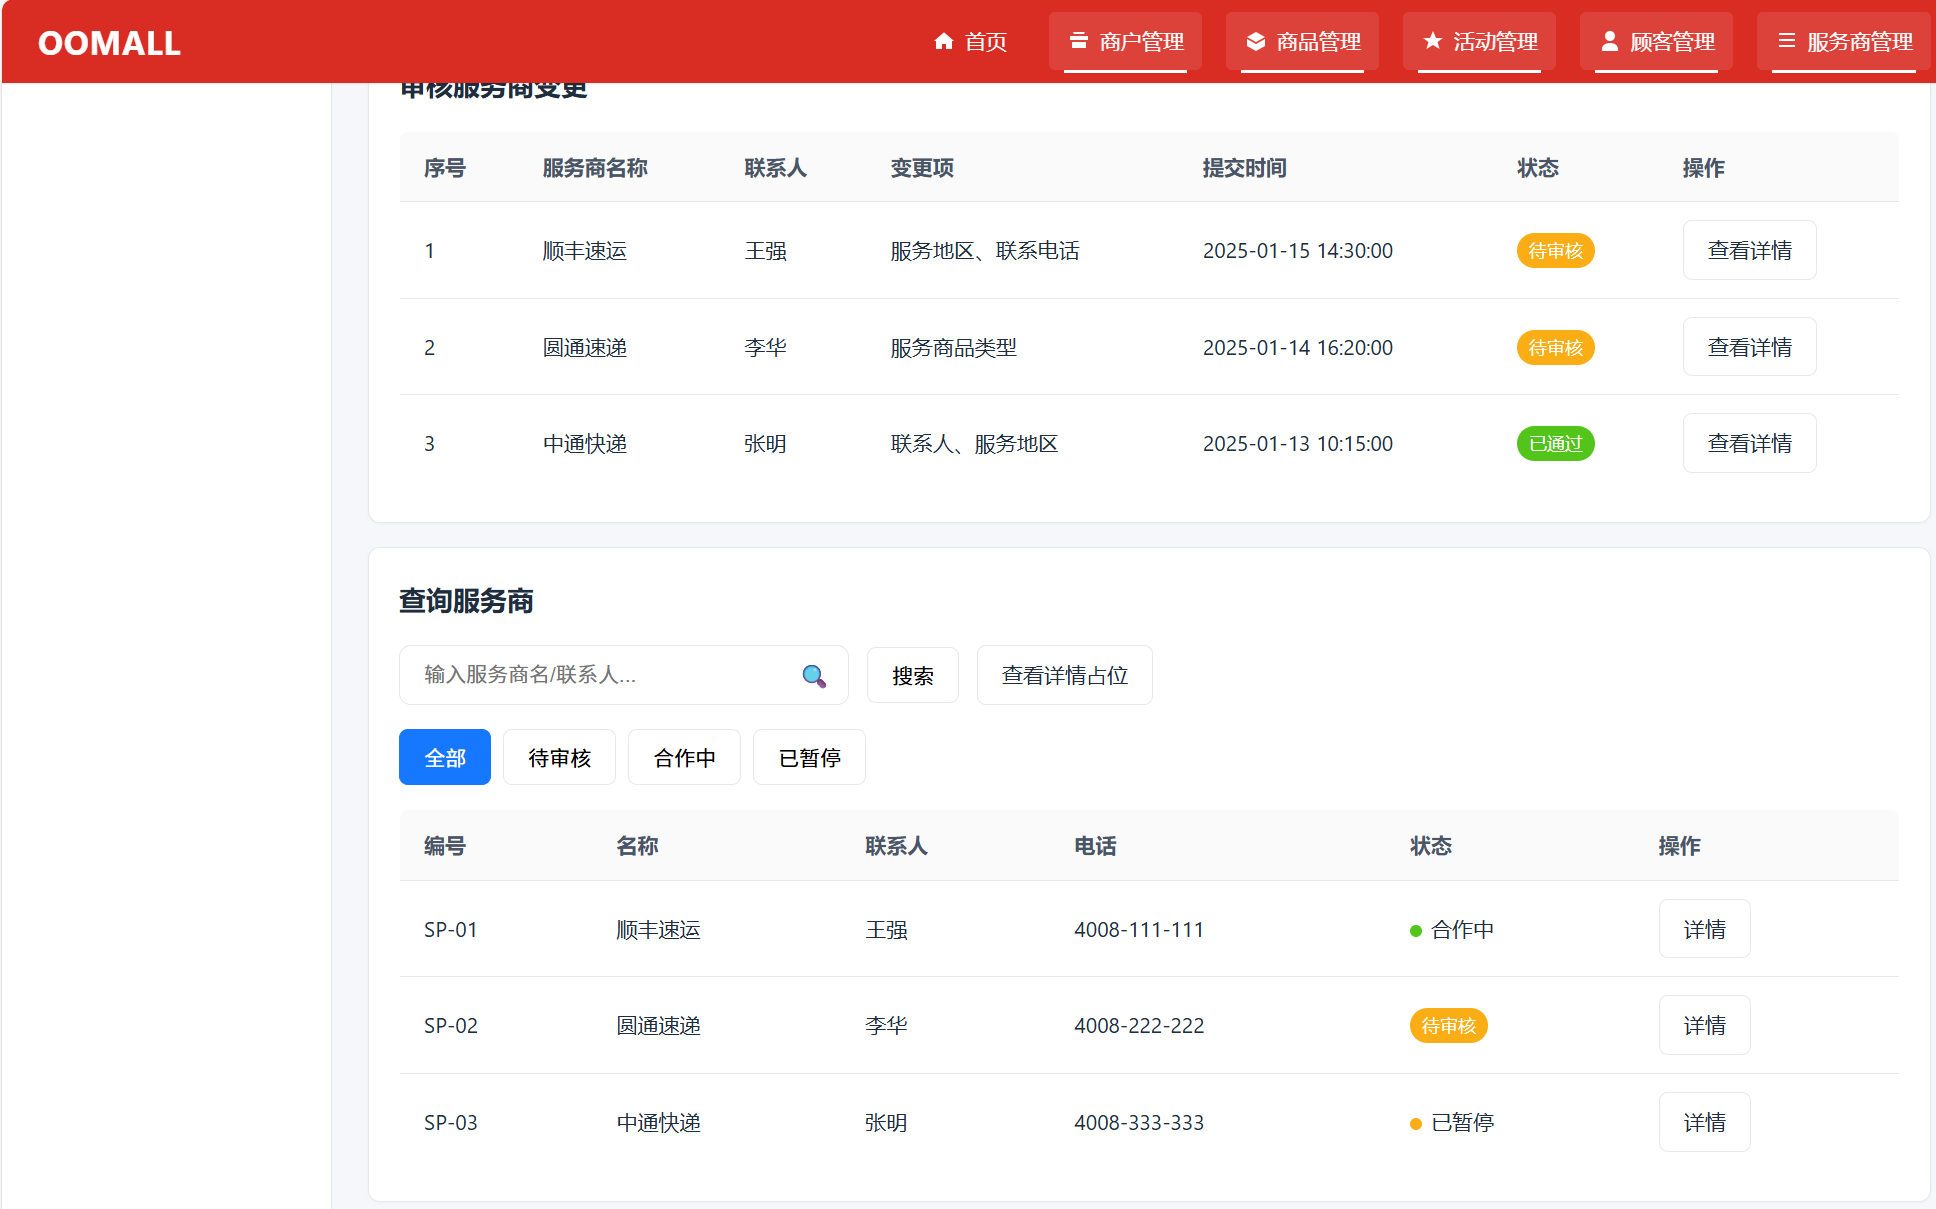 OOMALL 首页 商户管理 商品管理 活动管理 顾客管理 服务商管理
审核服务商变更
序号 服务商名称 联系人 变更项 提交时间 状态 操作
1 顺丰速运 王强 服务地区、联系电话 2025-01-15 14:30:00 待审核 查看详情
2 圆通速递 李华 服务商品类型 2025-01-14 16:20:00 待审核 查看详情
3 中通快递 张明 联系人、服务地区 2025-01-13 10:15:00 已通过 查看详情
查询服务商
输入服务商名/联系人... 搜索 查看详情占位
全部 待审核 合作中 已暂停
编号 名称 联系人 电话 状态 操作
SP-01 顺丰速运 王强 4008-111-111 合作中 详情
SP-02 圆通速递 李华 4008-222-222 待审核 详情
SP-03 中通快递 张明 4008-333-333 已暂停 详情